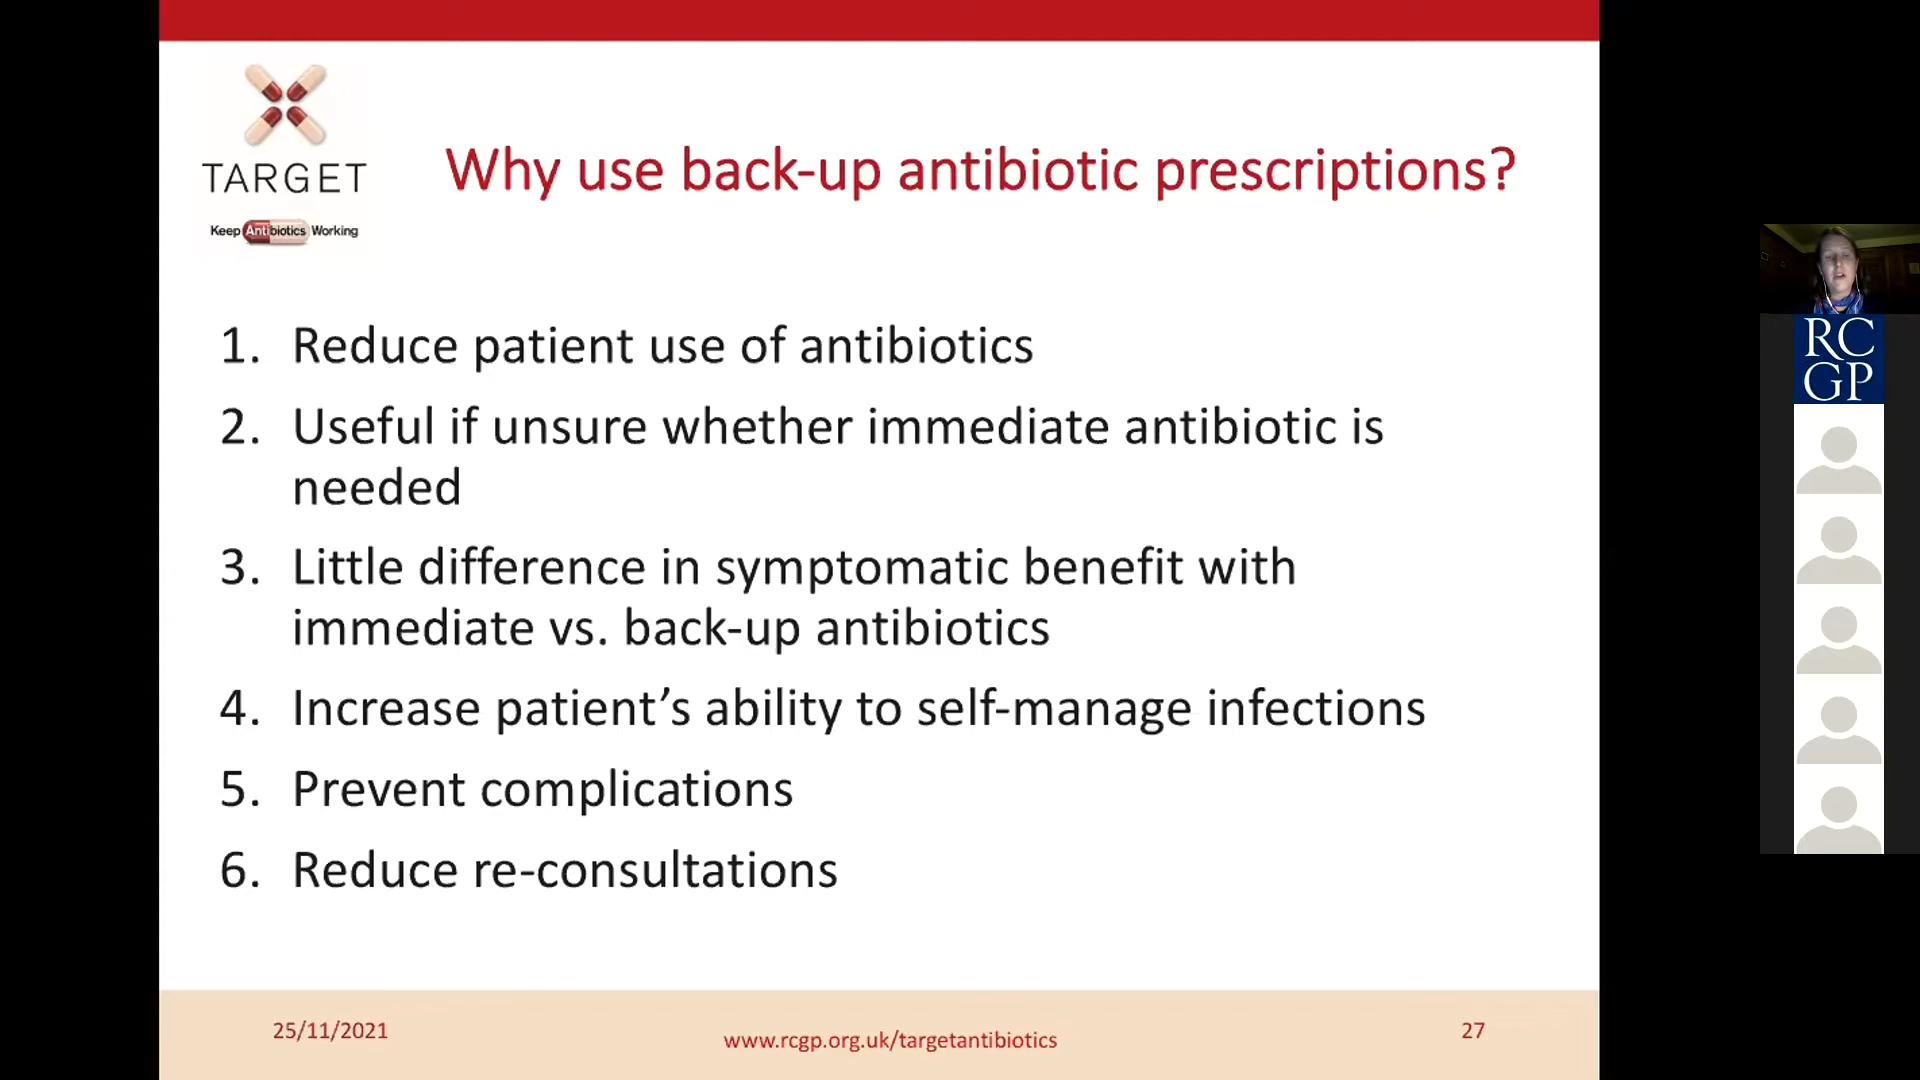 TARGET
Keep Antibiotics Working
Why use back-up antibiotic prescriptions?
1. Reduce patient use of antibiotics
2. Useful if unsure whether immediate antibiotic is
needed
3. Little difference in symptomatic benefit with
immediate vs. back-up antibiotics
4. Increase patient’s ability to self-manage infections
5. Prevent complications
6. Reduce re-consultations
25/11/2021
www.rcgp.org.uk/targetantibiotics
27
RC
GP